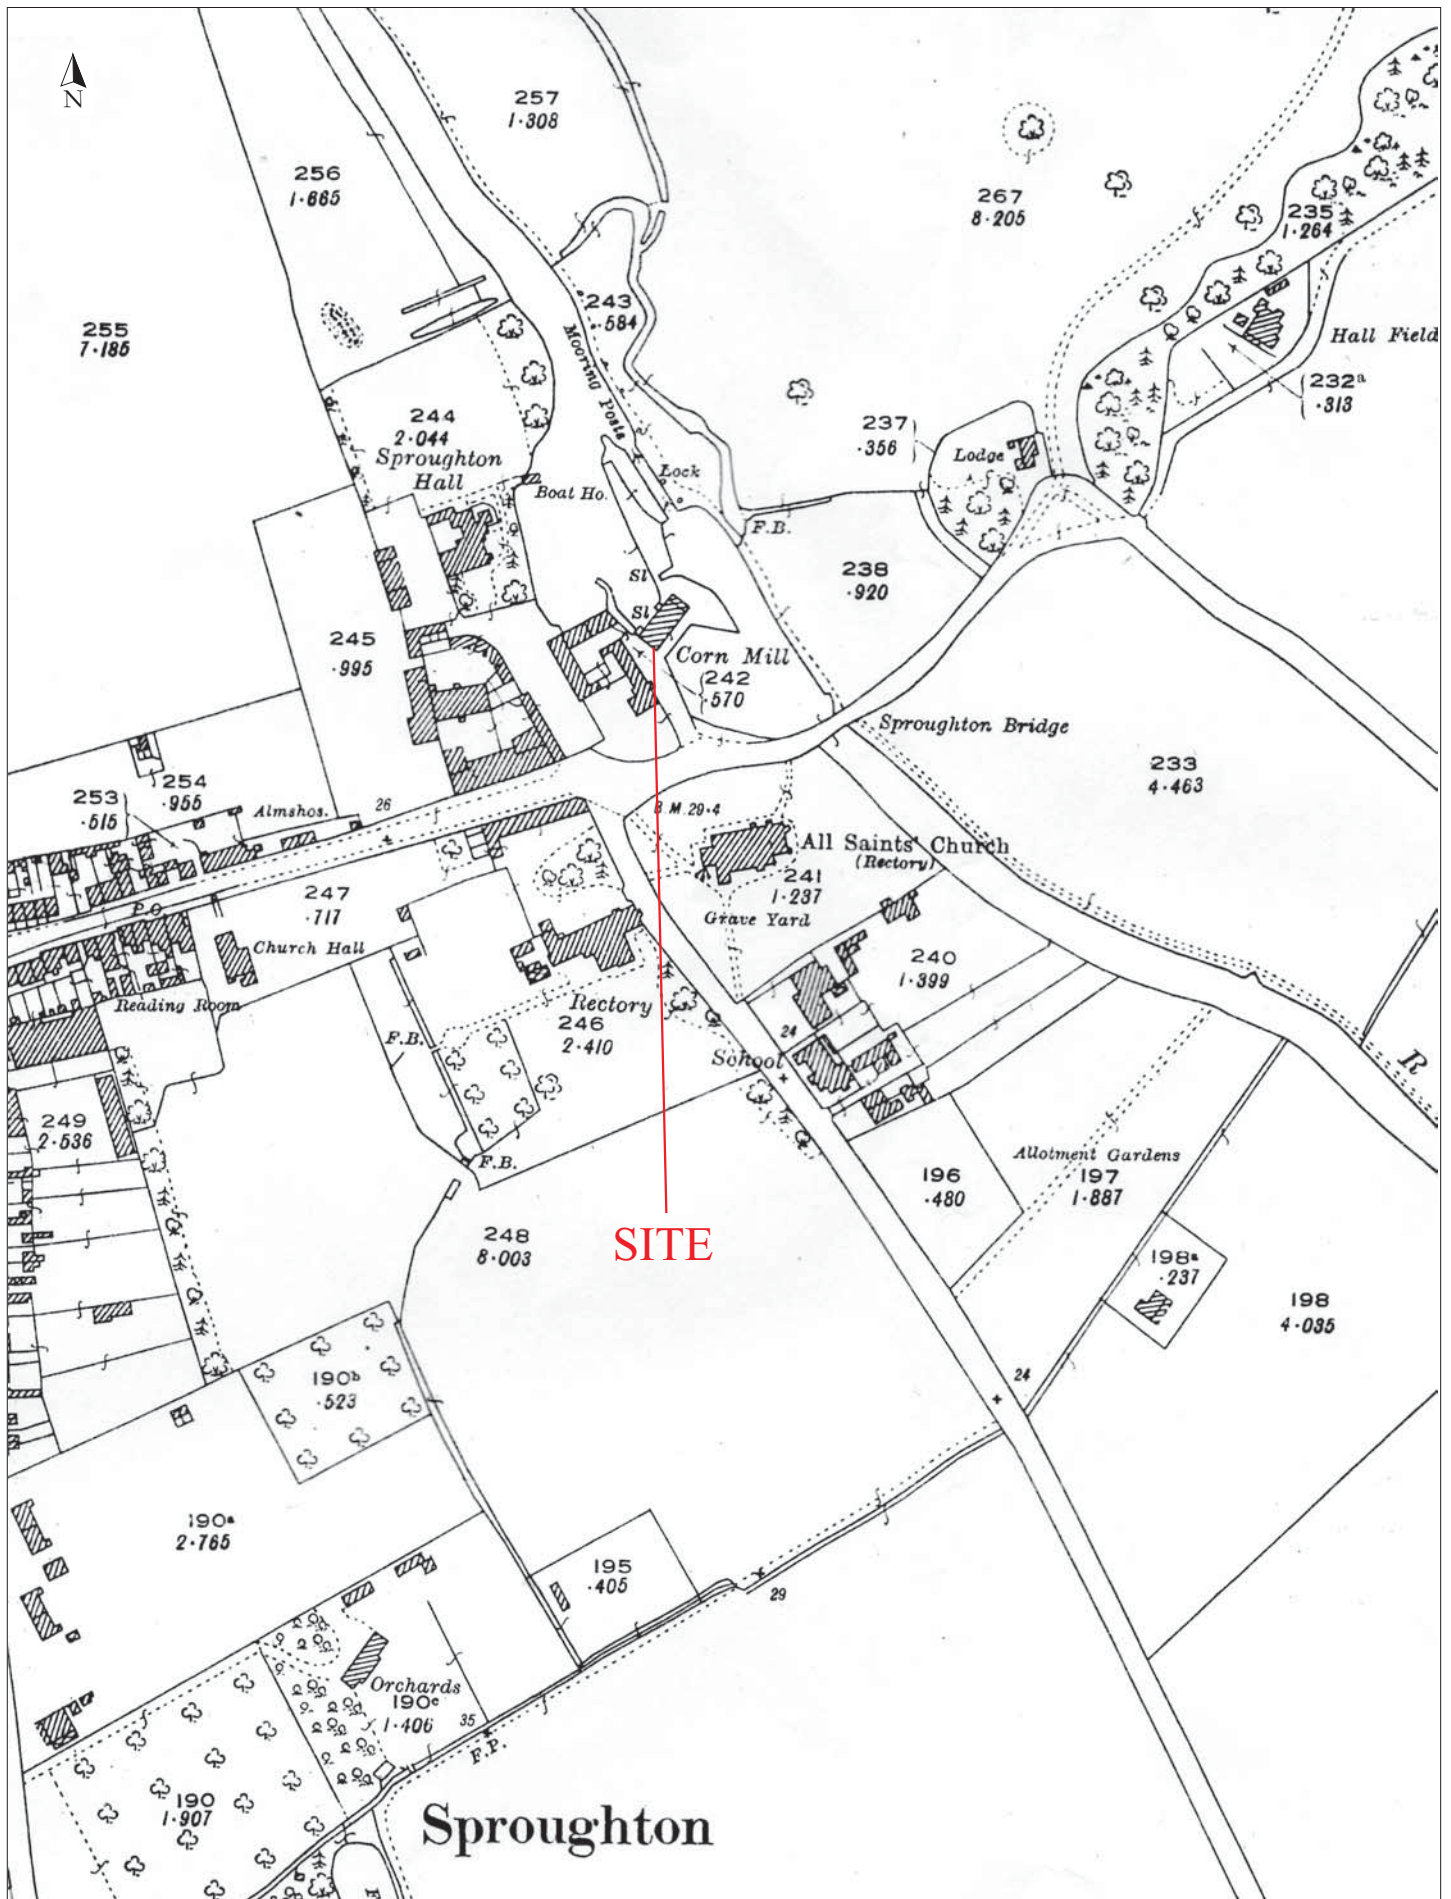 N
257
1·308
256
1·665
267
8·205
235
1·264
243
·584
255
7·185
Mooring Posts
Hall Field
232ª
·313
244
2·044
Sproughton
Hall
237
·356
Lodge
Lock
Boat Ho.
F.B.
238
·920
Sl
Sl
245
·995
Corn Mill
242
·570
Sproughton Bridge
233
4·463
254
·955
253
·515
Almshos.
26
B.M. 29·4
All Saints' Church
(Rectory)
241
1·237
Grave Yard
247
·717
P.O.
Church Hall
240
1·399
Reading Room
Rectory
246
2·410
F.B.
24
School
R
249
2·536
F.B.
Allotment Gardens
197
1·887
196
·480
248
8·003
SITE
198ª
·237
198
4·035
190ᵇ
·523
24
190ª
2·765
195
·405
29
Orchards
190ᶜ
1·406
35
F.P.
190
1·907
Sproughton